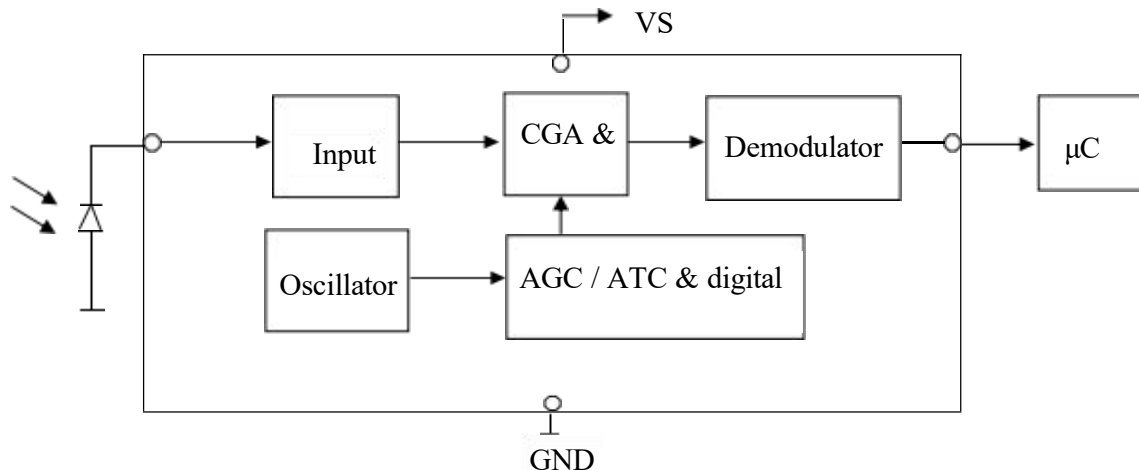 VS
Input
CGA &
Demodulator
μC
Oscillator
AGC / ATC & digital
GND